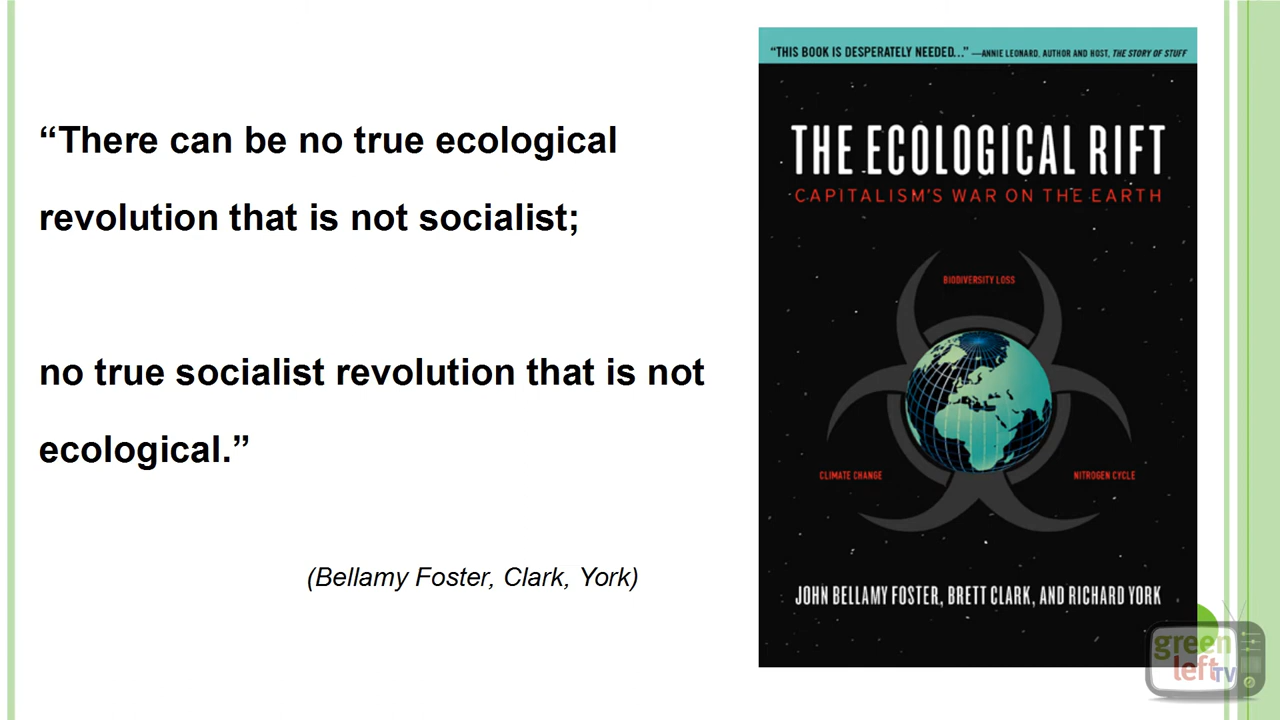 “There can be no true ecological
revolution that is not socialist;
no true socialist revolution that is not
ecological.”
(Bellamy Foster, Clark, York)
“THIS BOOK IS DESPERATELY NEEDED...” —ANNIE LEONARD, AUTHOR AND HOST, THE STORY OF STUFF
THE ECOLOGICAL RIFT
CAPITALISM’S WAR ON THE EARTH
BIODIVERSITY LOSS
CLIMATE CHANGE
NITROGEN CYCLE
JOHN BELLAMY FOSTER, BRETT CLARK, AND RICHARD YORK
green
left TV